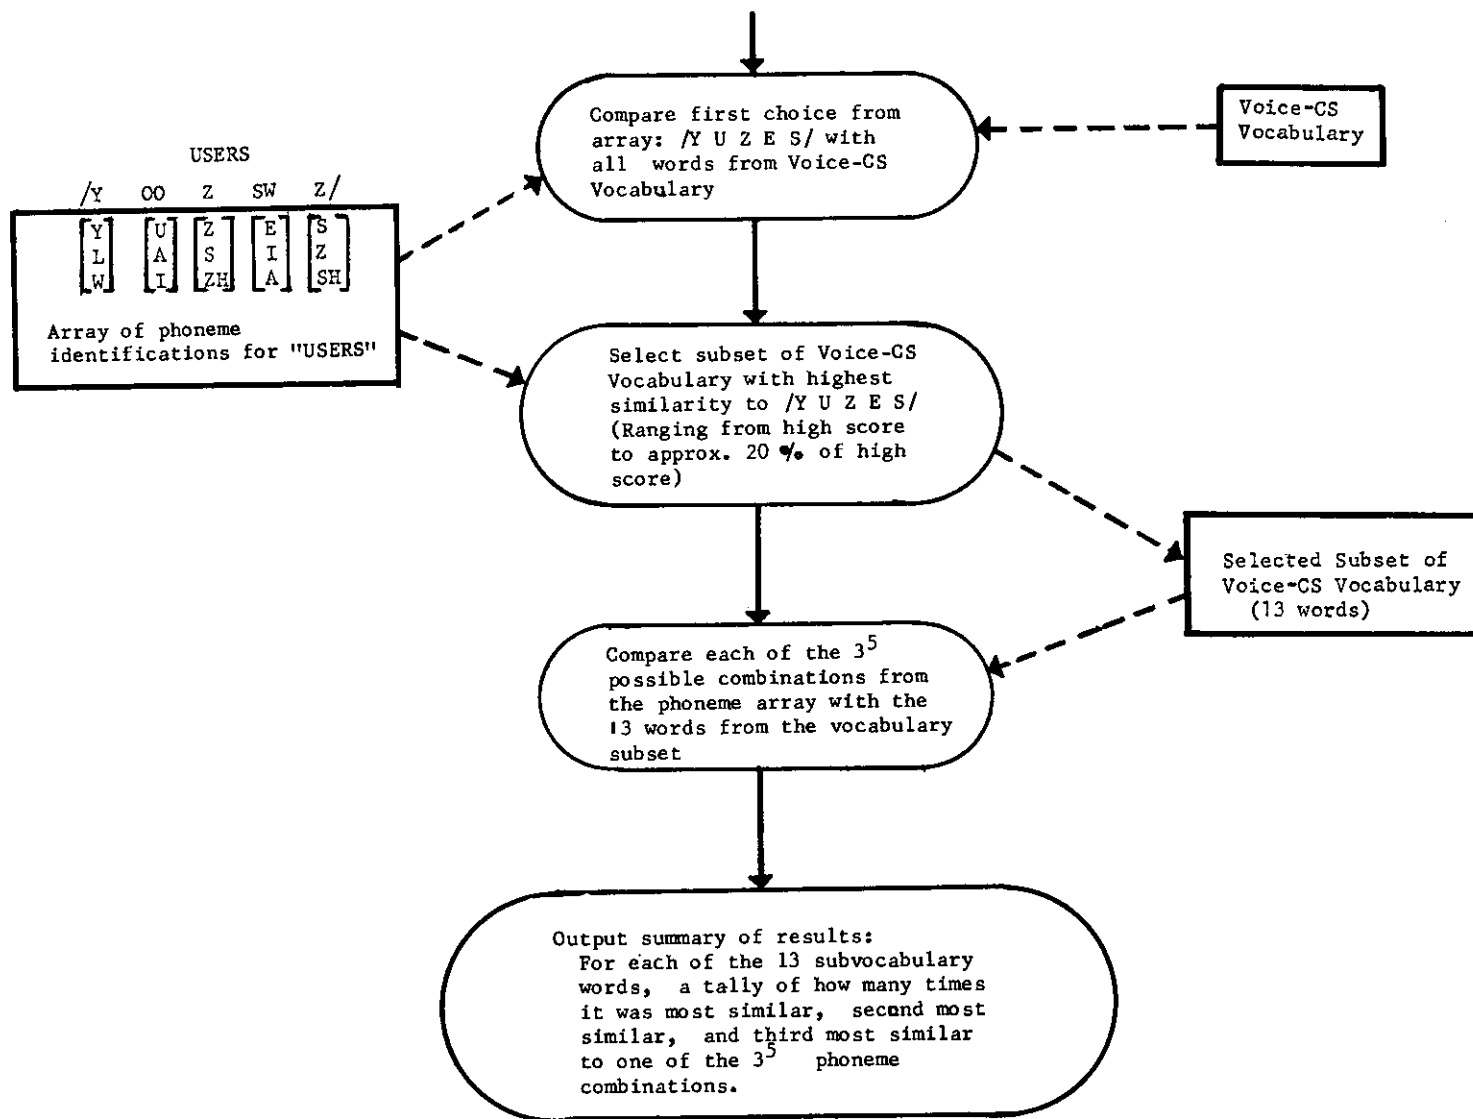 Compare first choice from
array: /Y U Z E S/ with
all words from Voice-CS
Vocabulary
Voice-CS
Vocabulary
USERS
/Y OO Z SW Z/
Y U Z E S
L A S I Z
W I ZH A SH
Array of phoneme
identifications for "USERS"
Select subset of Voice-CS
Vocabulary with highest
similarity to /Y U Z E S/
(Ranging from high score
to approx. 20 % of high
score)
Selected Subset of
Voice-CS Vocabulary
(13 words)
Compare each of the 3^5
possible combinations from
the phoneme array with the
13 words from the vocabulary
subset
Output summary of results:
For each of the 13 subvocabulary
words, a tally of how many times
it was most similar, second most
similar, and third most similar
to one of the 3^5 phoneme
combinations.